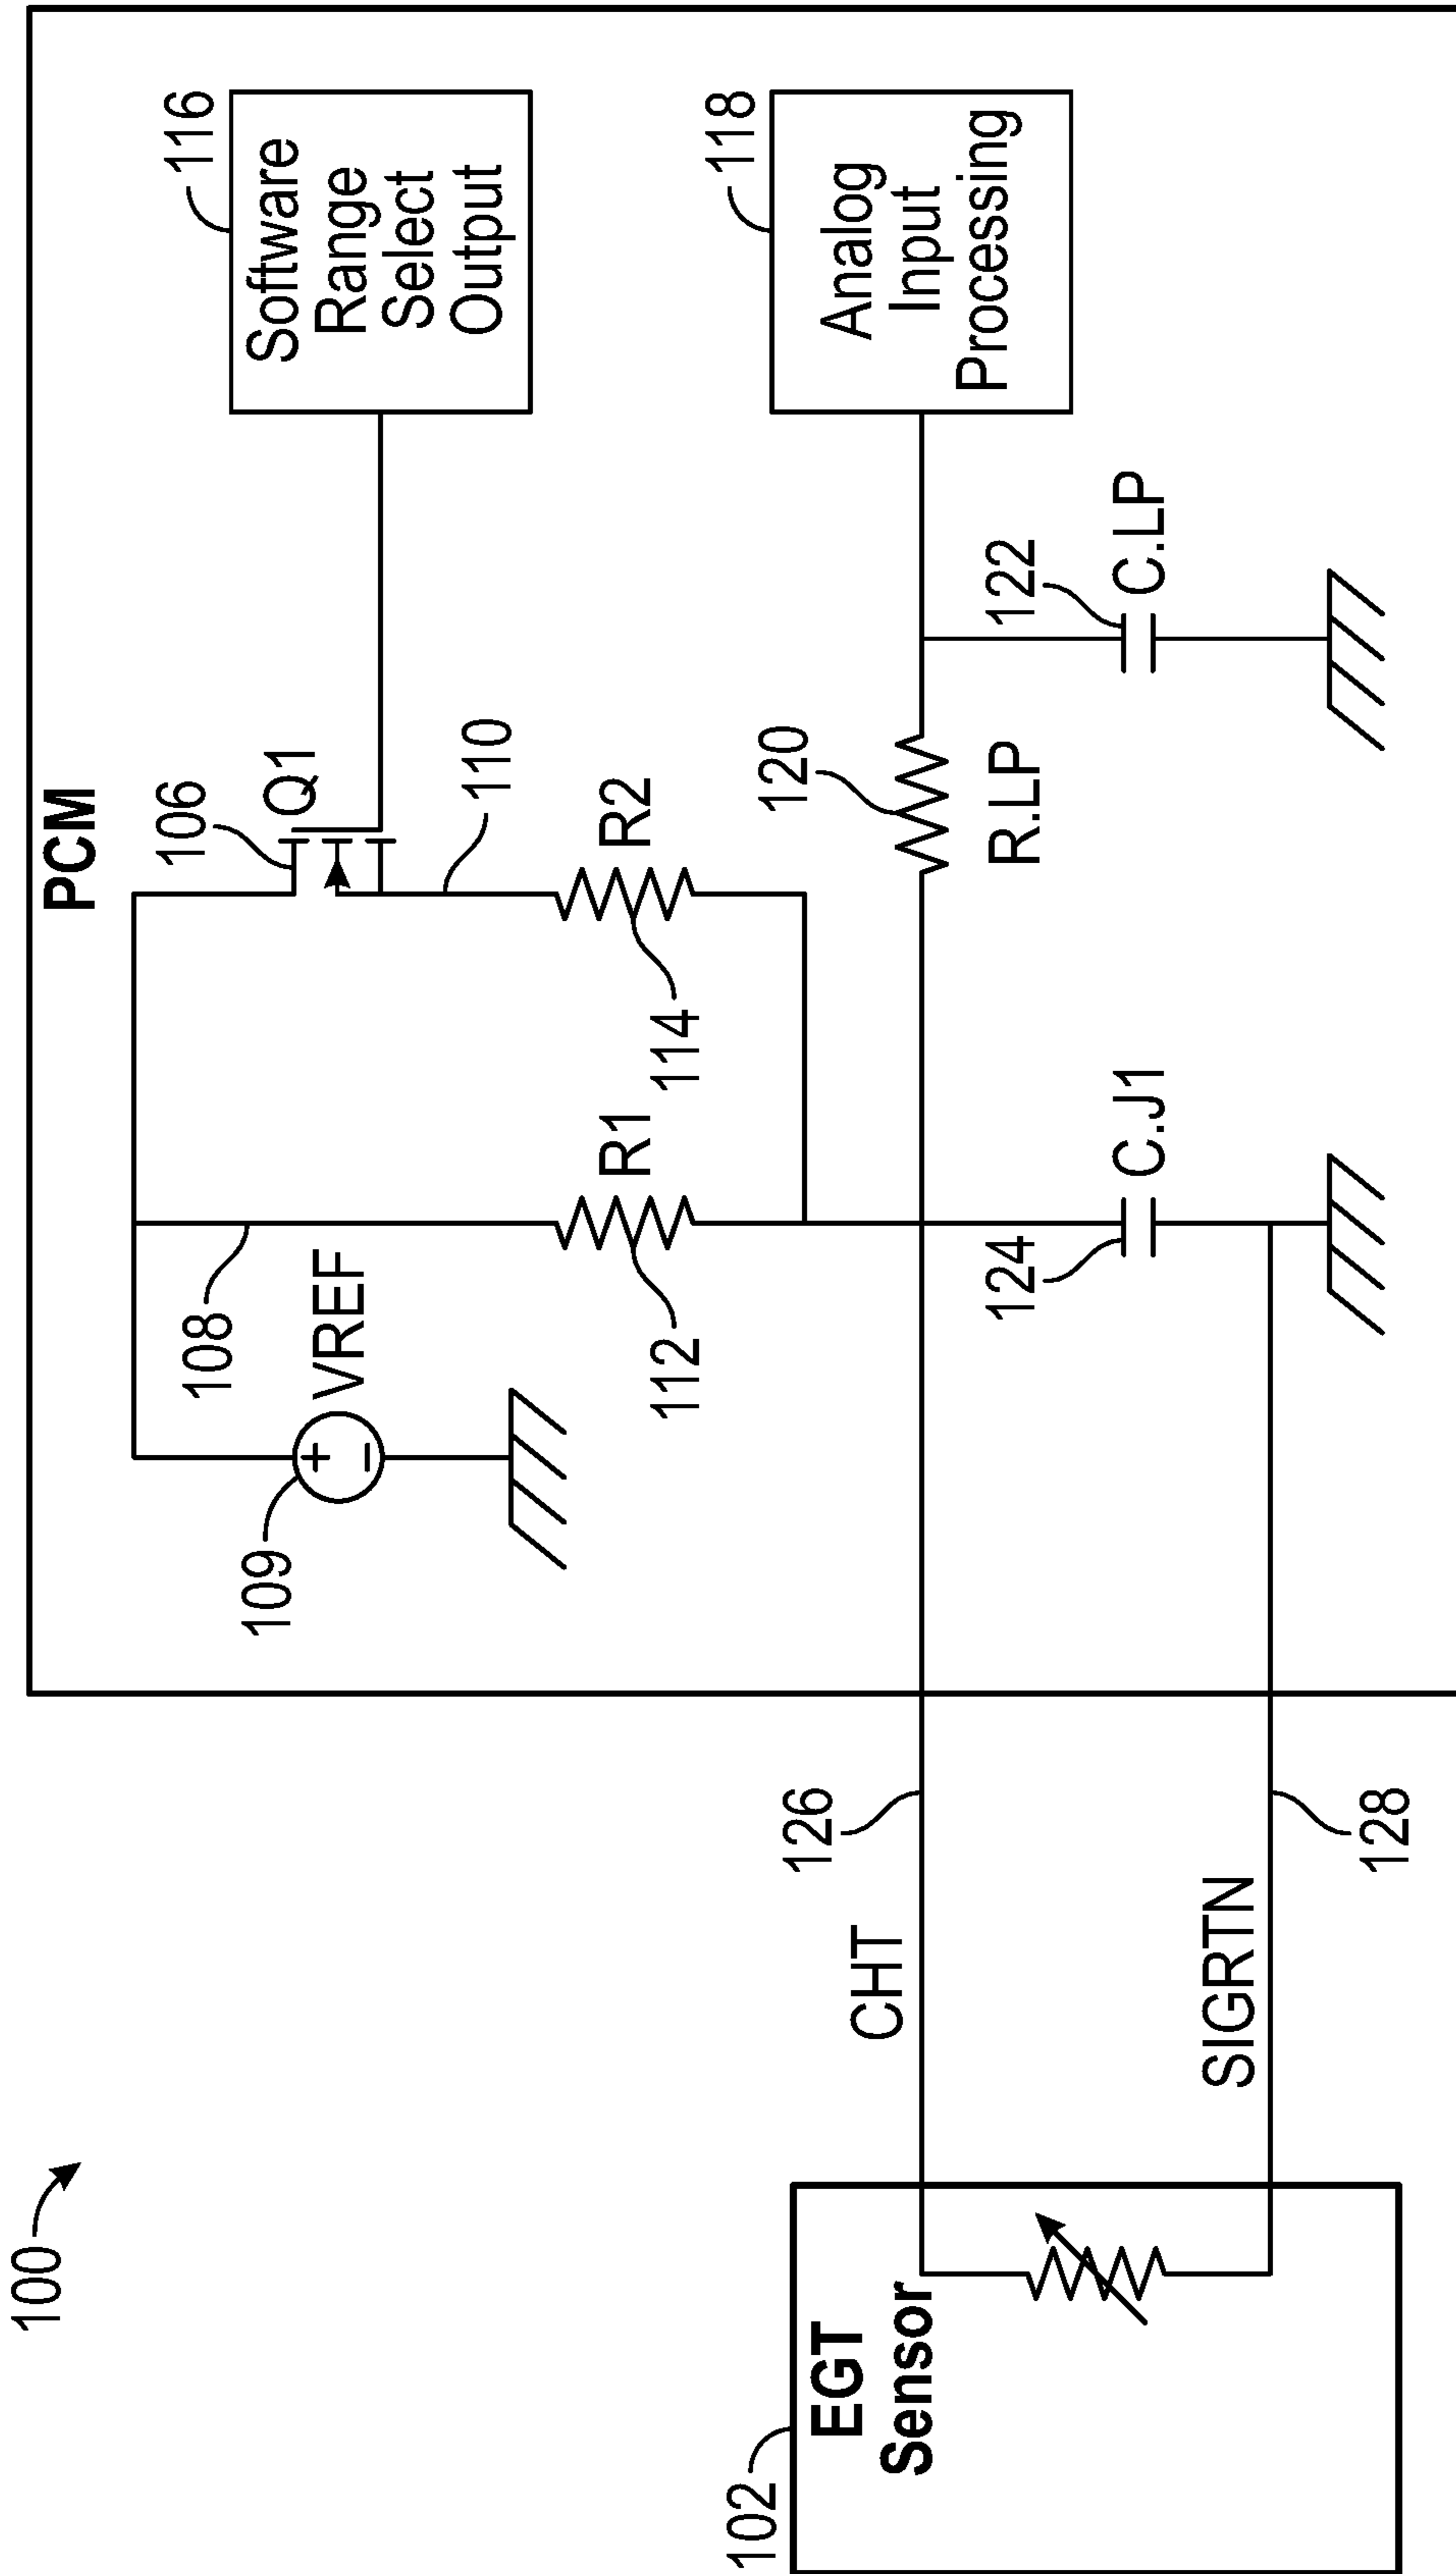 100
PCM
116
Software
Range
Select
Output
106
Q1
110
108
109
VREF
R1
112
R2
114
118
Analog
Input
Processing
120
R.LP
122
C.LP
124
C.J1
126
CHT
SIGRTN
128
102
EGT
Sensor
+
–